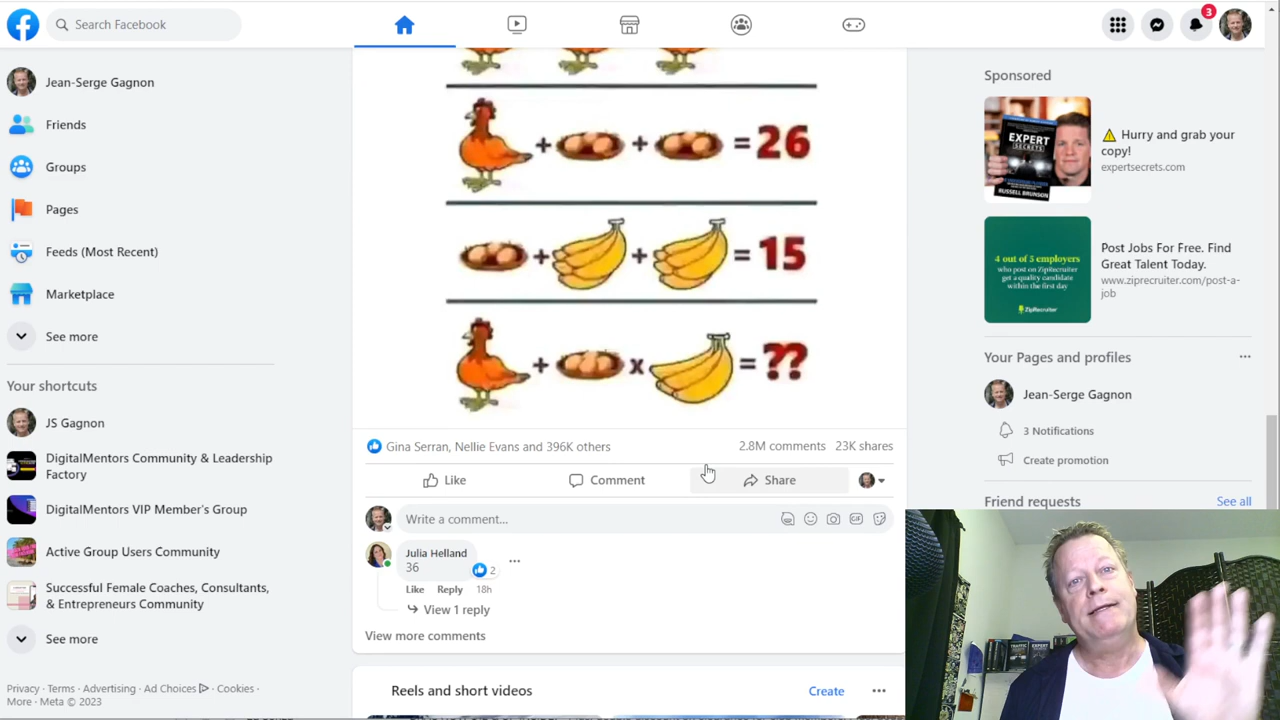 Search Facebook
3
Jean-Serge Gagnon
Friends
Groups
Pages
Feeds (Most Recent)
Marketplace
See more
Your shortcuts
JS Gagnon
DigitalMentors Community & Leadership
Factory
DigitalMentors VIP Member's Group
Active Group Users Community
Successful Female Coaches, Consultants,
& Entrepreneurs Community
See more
Privacy · Terms · Advertising · Ad Choices · Cookies ·
More · Meta © 2023
+ + = 26
+ + = 15
+ x = ??
Gina Serran, Nellie Evans and 396K others
2.8M comments 23K shares
Like Comment Share
Write a comment...
GIF
Julia Helland
36
2
Like Reply 18h
View 1 reply
View more comments
Reels and short videos
Create
Sponsored
EXPERT
SECRETS
RUSSELL BRUNSON
Hurry and grab your
copy!
expertsecrets.com
4 out of 5 employers
who post on ZipRecruiter
get a quality candidate
within the first day
ZipRecruiter
Post Jobs For Free. Find
Great Talent Today.
www.ziprecruiter.com/post-a-
job
Your Pages and profiles
Jean-Serge Gagnon
3 Notifications
Create promotion
Friend requests
See all
TRAFFIC
EXPERT